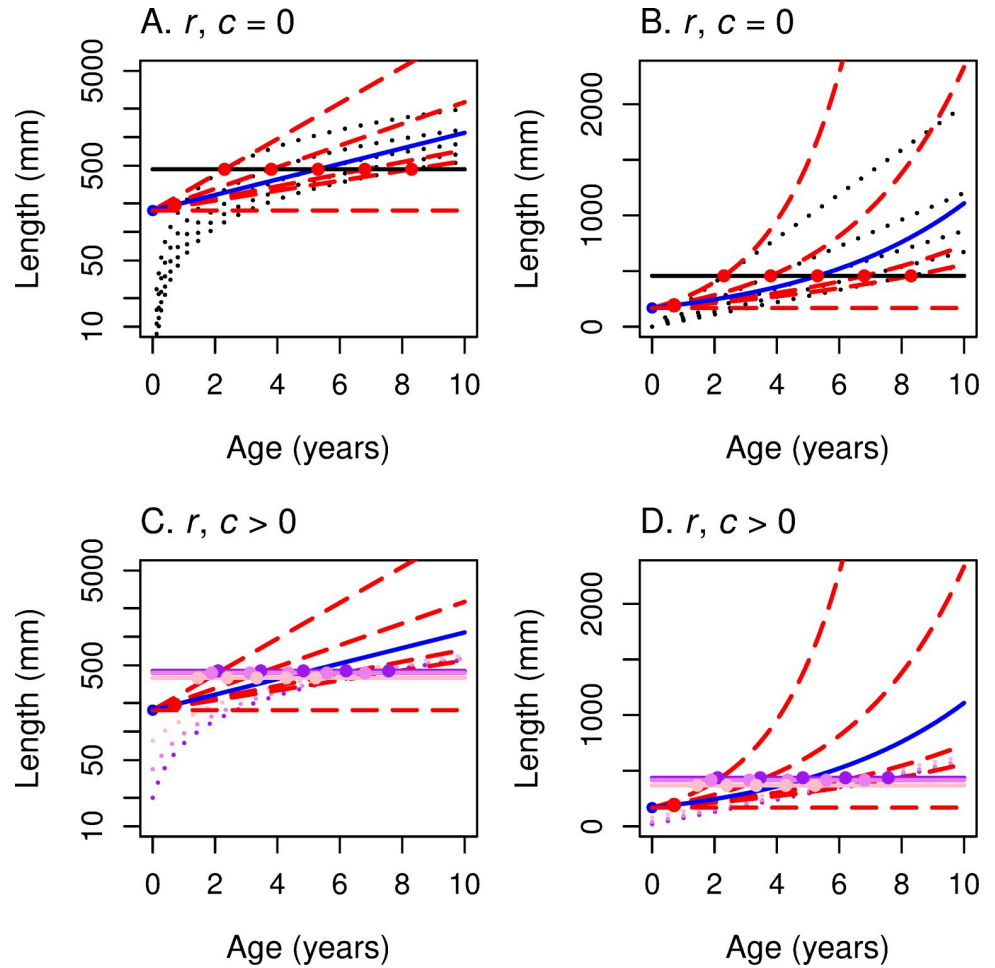 A. r, c = 0
Length (mm)
5000
500
50
10
0 2 4 6 8 10
Age (years)
B. r, c = 0
Length (mm)
2000
1000
0
0 2 4 6 8 10
Age (years)
C. r, c > 0
Length (mm)
5000
500
50
10
0 2 4 6 8 10
Age (years)
D. r, c > 0
Length (mm)
2000
1000
0
0 2 4 6 8 10
Age (years)